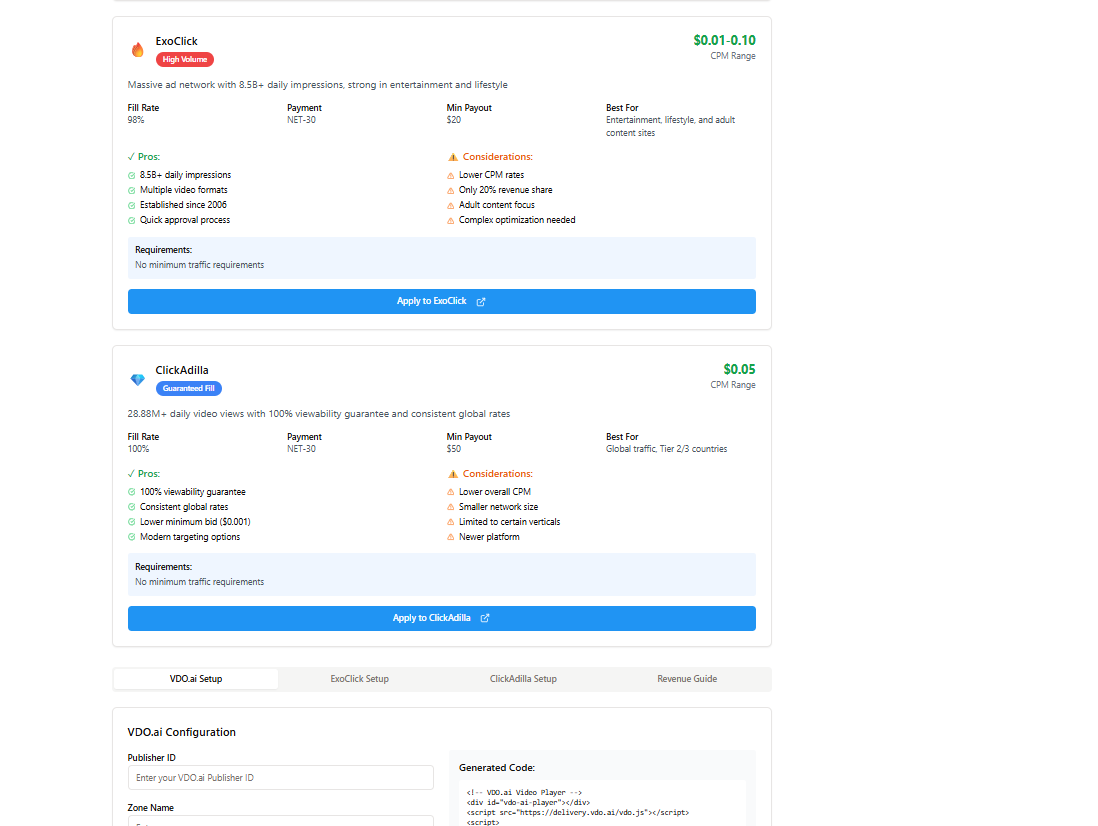 ExoClick
High Volume
$0.01-0.10
CPM Range
Massive ad network with 8.5B+ daily impressions, strong in entertainment and lifestyle
Fill Rate
98%
Payment
NET-30
Min Payout
$20
Best For
Entertainment, lifestyle, and adult
content sites
✓ Pros:
8.5B+ daily impressions
Multiple video formats
Established since 2006
Quick approval process
⚠ Considerations:
Lower CPM rates
Only 20% revenue share
Adult content focus
Complex optimization needed
Requirements:
No minimum traffic requirements
Apply to ExoClick
ClickAdilla
Guaranteed Fill
$0.05
CPM Range
28.88M+ daily video views with 100% viewability guarantee and consistent global rates
Fill Rate
100%
Payment
NET-30
Min Payout
$50
Best For
Global traffic, Tier 2/3 countries
✓ Pros:
100% viewability guarantee
Consistent global rates
Lower minimum bid ($0.001)
Modern targeting options
⚠ Considerations:
Lower overall CPM
Smaller network size
Limited to certain verticals
Newer platform
Requirements:
No minimum traffic requirements
Apply to ClickAdilla
VDO.ai Setup
ExoClick Setup
ClickAdilla Setup
Revenue Guide
VDO.ai Configuration
Publisher ID
Enter your VDO.ai Publisher ID
Zone Name
Generated Code:
<!-- VDO.ai Video Player -->
<div id="vdo-ai-player"></div>
<script src="https://delivery.vdo.ai/vdo.js"></script>
<script>